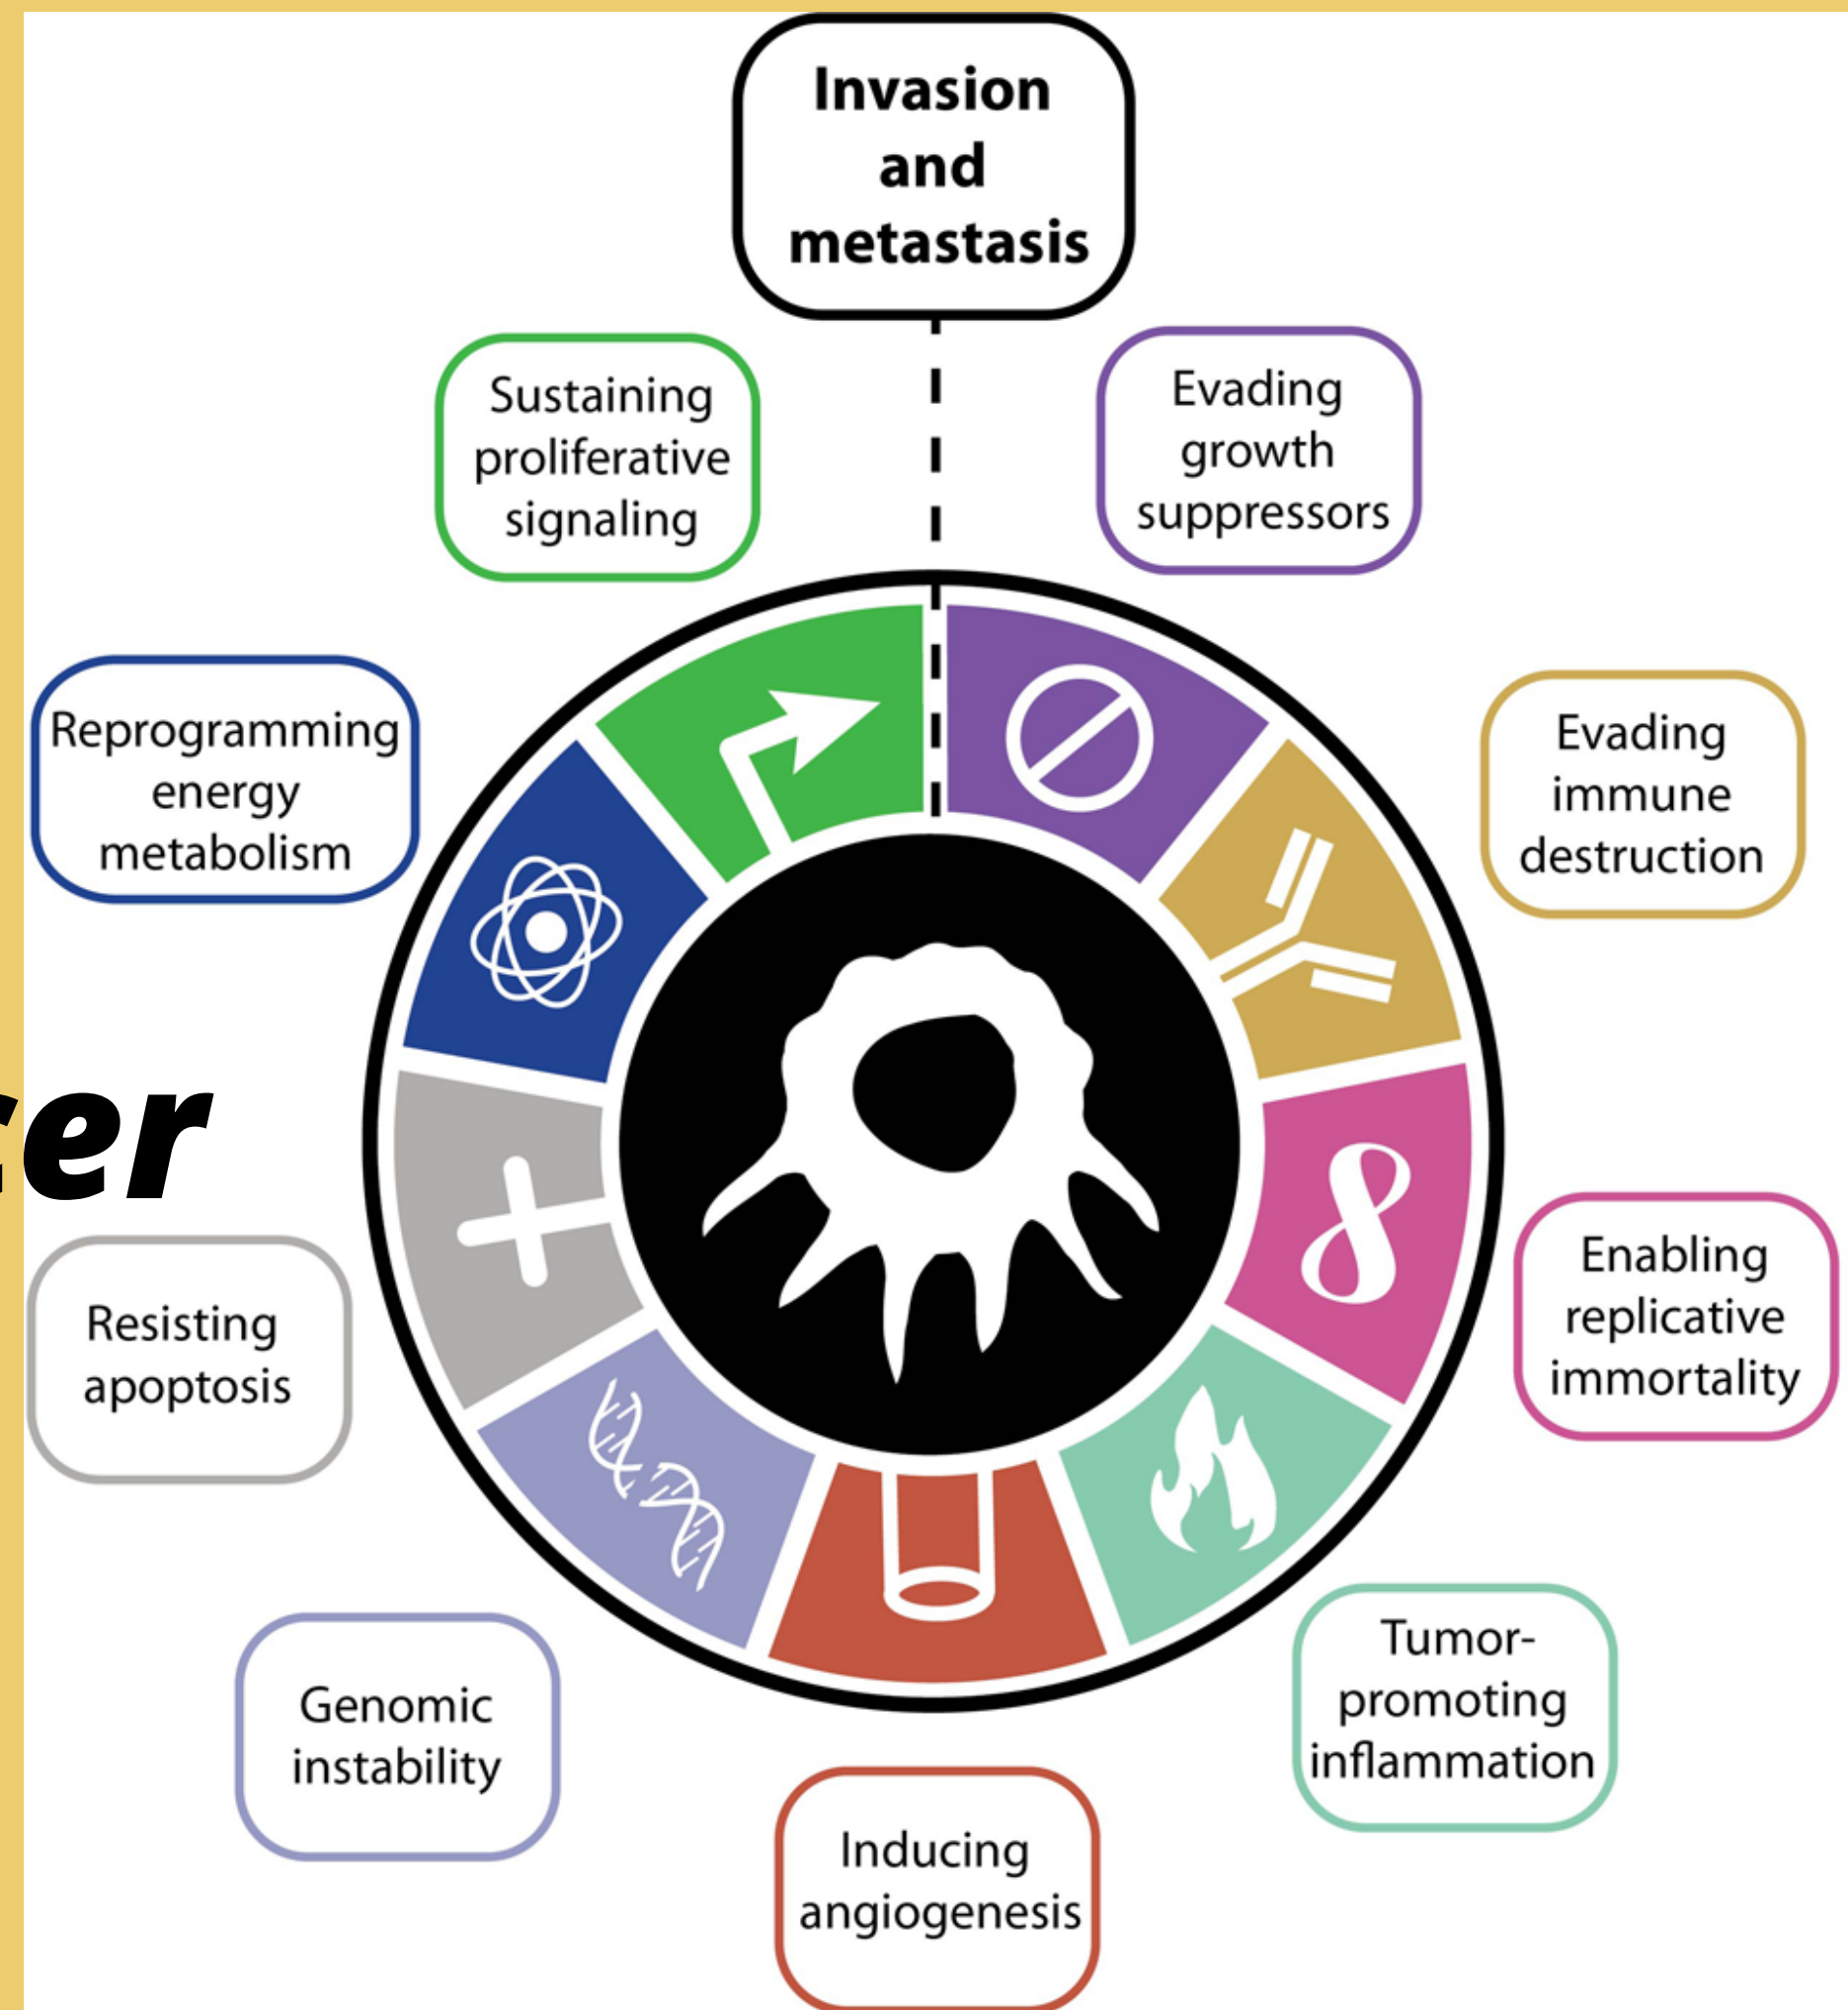 Invasion
and
metastasis
Sustaining
proliferative
signaling
Evading
growth
suppressors
Reprogramming
energy
metabolism
Evading
immune
destruction
Resisting
apoptosis
Enabling
replicative
immortality
Genomic
instability
Tumor-
promoting
inflammation
Inducing
angiogenesis